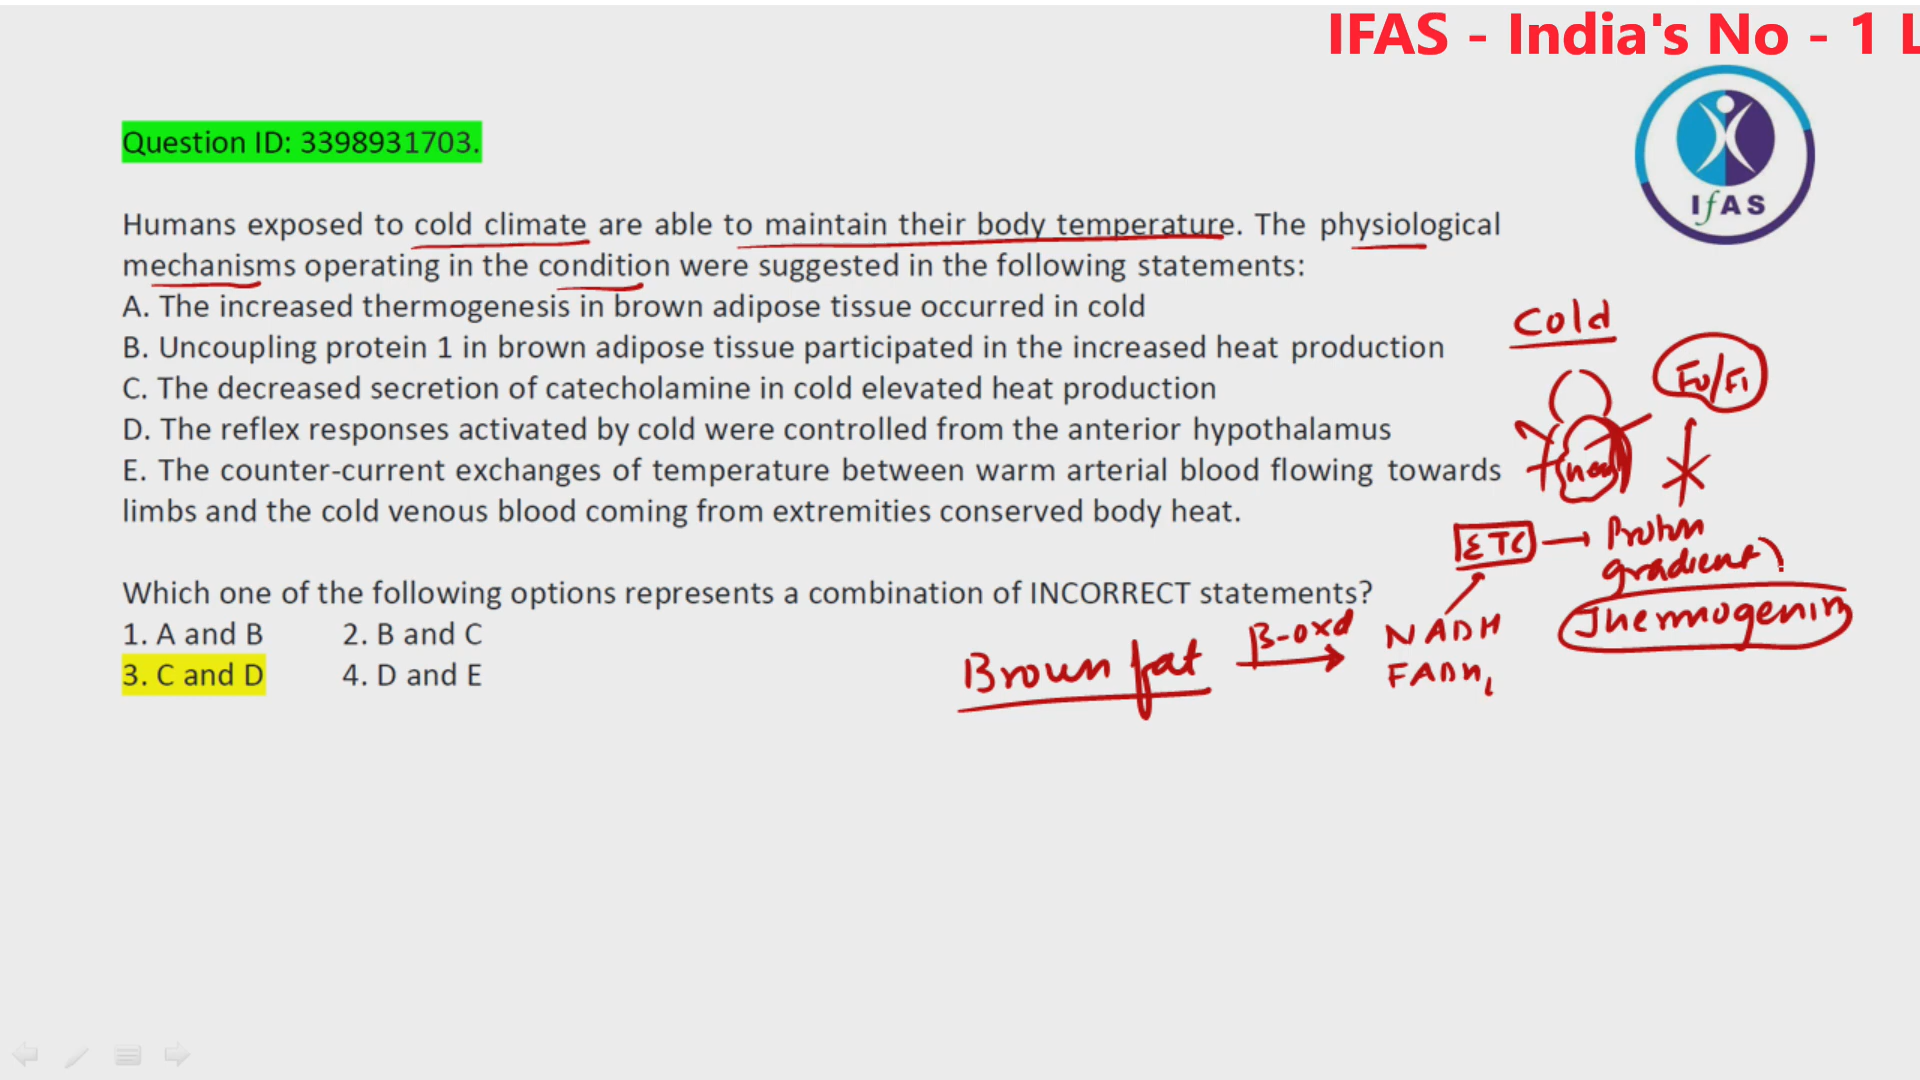 IFAS - India's No - 1 L
IfAS
Question ID: 3398931703.
Humans exposed to cold climate are able to maintain their body temperature. The physiological
mechanisms operating in the condition were suggested in the following statements:
A. The increased thermogenesis in brown adipose tissue occurred in cold
B. Uncoupling protein 1 in brown adipose tissue participated in the increased heat production
C. The decreased secretion of catecholamine in cold elevated heat production
D. The reflex responses activated by cold were controlled from the anterior hypothalamus
E. The counter-current exchanges of temperature between warm arterial blood flowing towards
limbs and the cold venous blood coming from extremities conserved body heat.
Which one of the following options represents a combination of INCORRECT statements?
1. A and B 2. B and C
3. C and D 4. D and E
Cold
F0/F1
ETC → Proton
gradient
Thermogenin
Brown fat β-oxd NADH